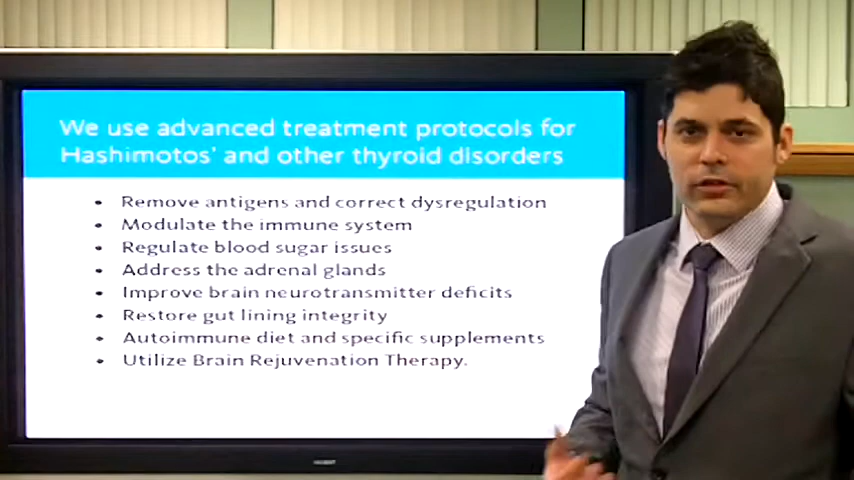 We use advanced treatment protocols for
Hashimotos' and other thyroid disorders
• Remove antigens and correct dysregulation
• Modulate the immune system
• Regulate blood sugar issues
• Address the adrenal glands
• Improve brain neurotransmitter deficits
• Restore gut lining integrity
• Autoimmune diet and specific supplements
• Utilize Brain Rejuvenation Therapy.